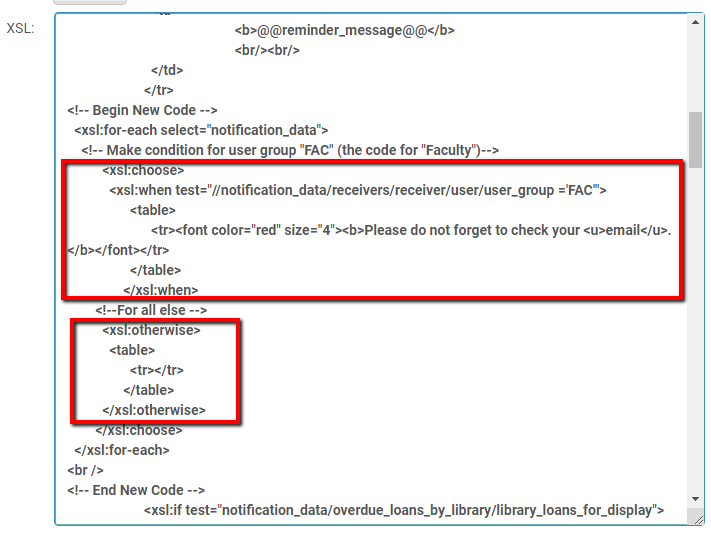 XSL:
<b>@@reminder_message@@</b>
<br/><br/>
</td>
</tr>
<!-- Begin New Code -->
<xsl:for-each select="notification_data">
<!-- Make condition for user group "FAC" (the code for "Faculty")-->
<xsl:choose>
<xsl:when test="//notification_data/receivers/receiver/user/user_group ='FAC'">
<table>
<tr><font color="red" size="4"><b>Please do not forget to check your <u>email</u>.
</b></font></tr>
</table>
</xsl:when>
<!--For all else -->
<xsl:otherwise>
<table>
<tr></tr>
</table>
</xsl:otherwise>
</xsl:choose>
</xsl:for-each>
<br />
<!-- End New Code -->
<xsl:if test="notification_data/overdue_loans_by_library/library_loans_for_display">